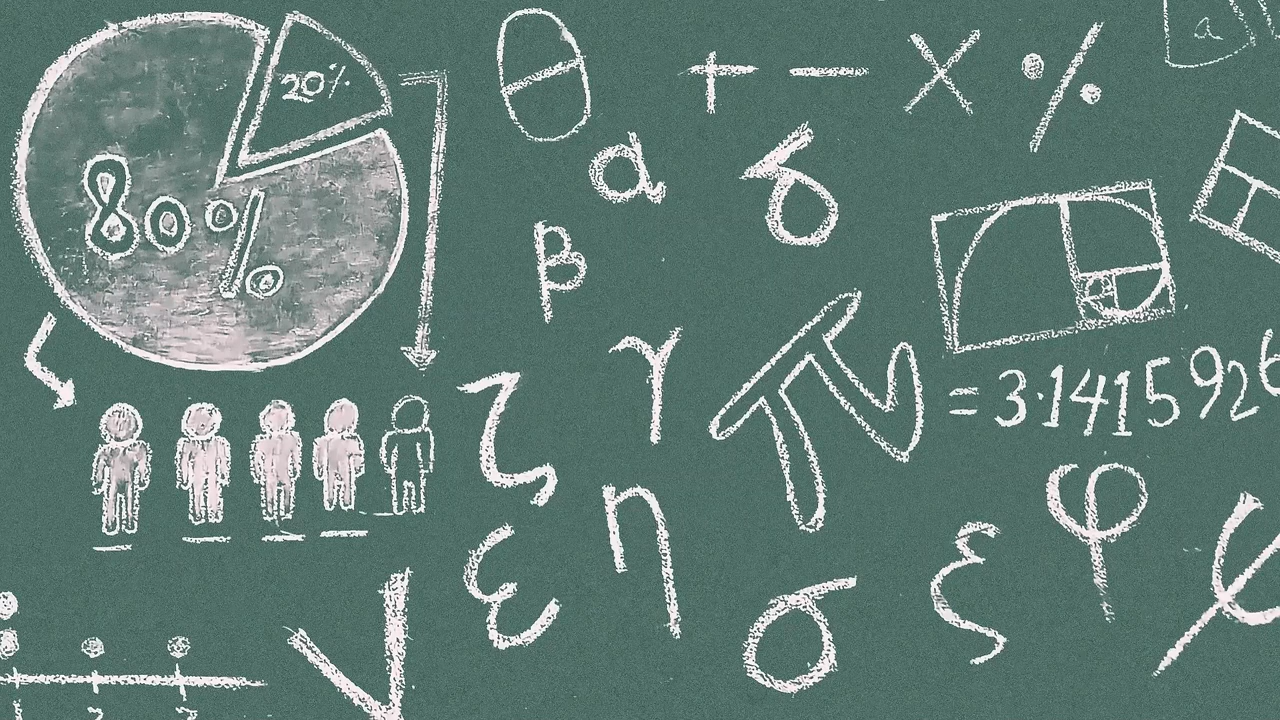 20%
80%
θ + − × %
a
α δ
β
γ
π = 3·1415926
ζ
η
φ
ε
ξ
ψ
σ